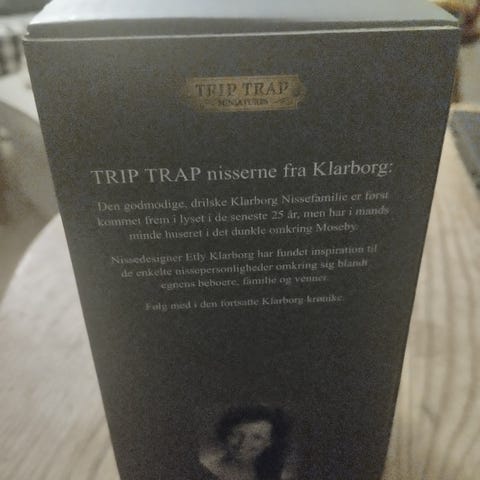 TRIP TRAP
MINIATURES
TRIP TRAP nisserne fra Klarborg:
Den godmodige, drilske Klarborg Nissefamilie er først
kommet frem i lyset i de seneste 25 år, men har i mands
minde huseret i det dunkle omkring Moseby.
Nissedesigner Etly Klarborg har fundet inspiration til
de enkelte nissepersonligheder omkring sig blandt
egnens beboere, familie og venner.
Følg med i den fortsatte Klarborg-krønike.